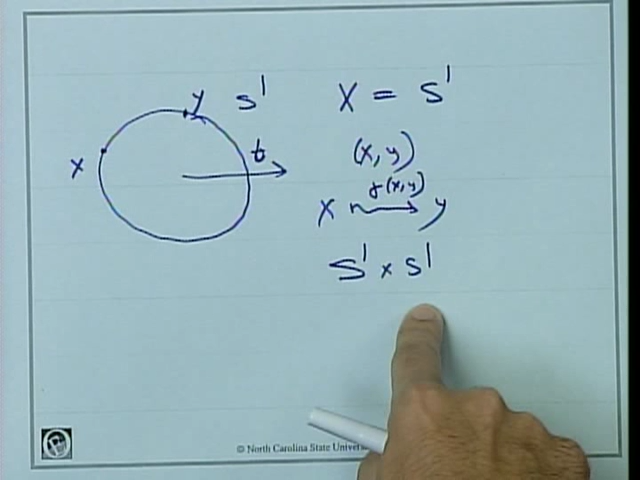 y S¹
x
t
X = S¹
(x, y)
γ(x,y)
x → y
S¹ × S¹
© North Carolina State Univers